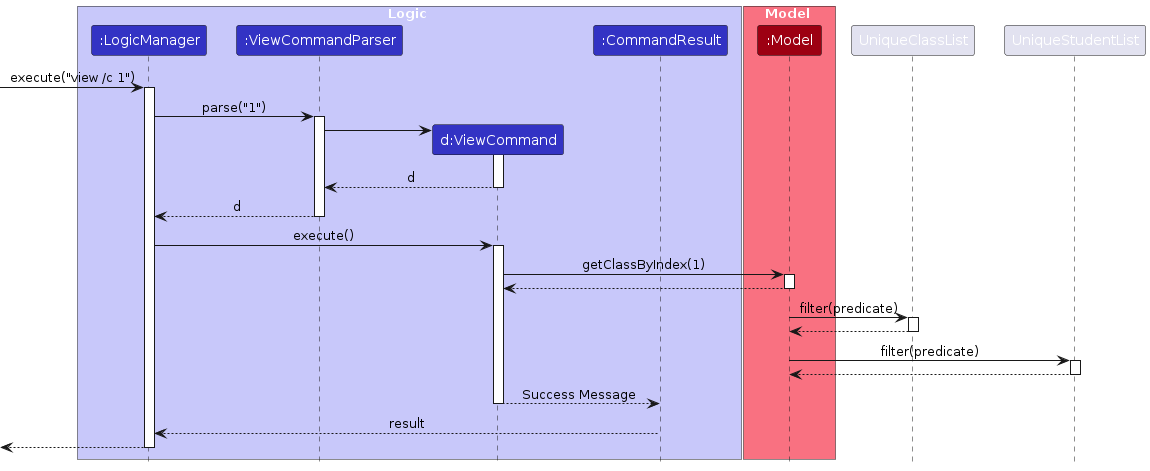 Logic
Model
:LogicManager
:ViewCommandParser
:CommandResult
:Model
UniqueClassList
UniqueStudentList
execute("view /c 1")
parse("1")
d:ViewCommand
d
d
execute()
getClassByIndex(1)
filter(predicate)
filter(predicate)
Success Message
result